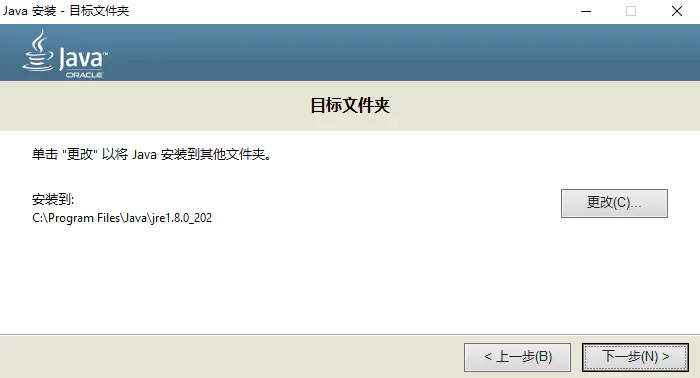 Java 安装 - 目标文件夹
Java™
ORACLE
目标文件夹
单击 "更改" 以将 Java 安装到其他文件夹。
安装到:
更改(C)...
C:\Program Files\Java\jre1.8.0_202
< 上一步(B)
下一步(N) >